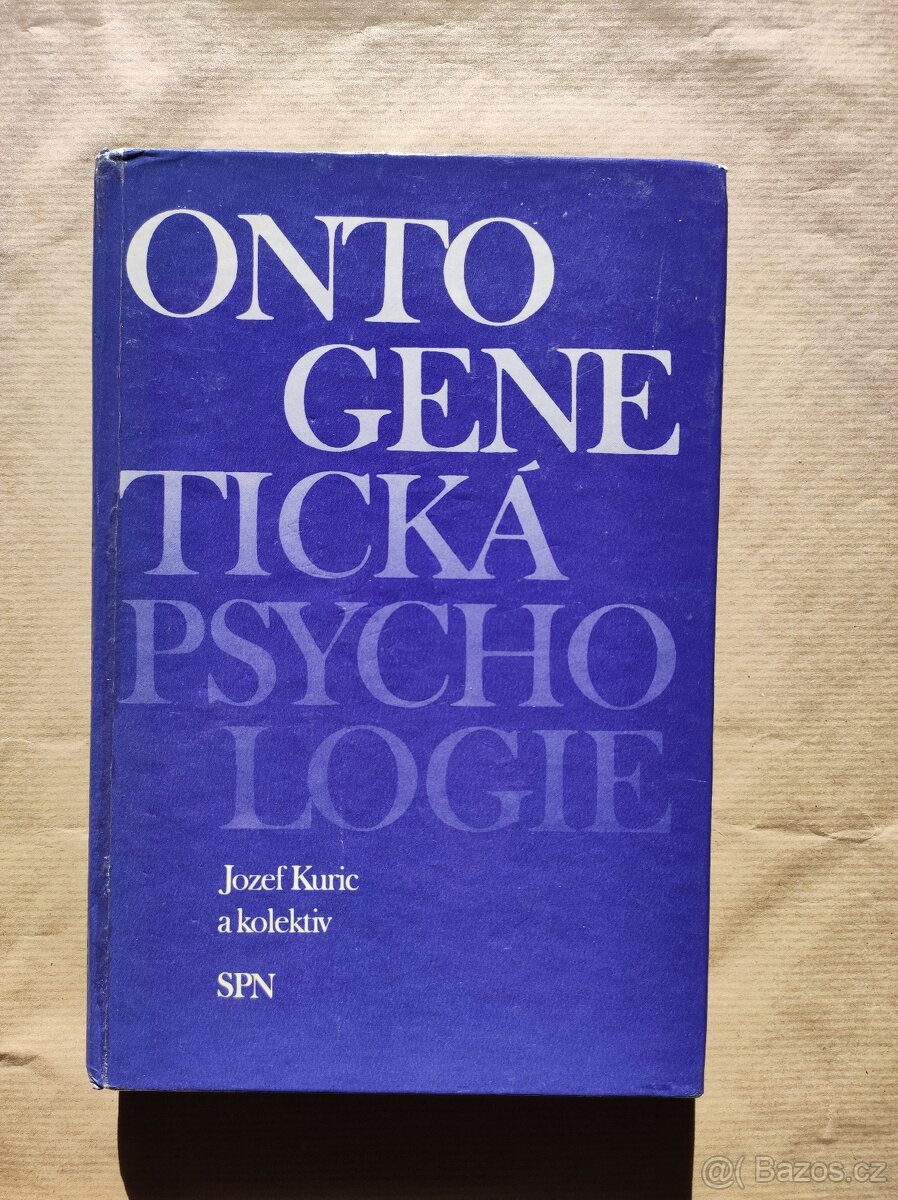 ONTO
GENE
TICKÁ
PSYCHO
LOGIE
Jozef Kuric
a kolektiv
SPN
@( Bazos.cz